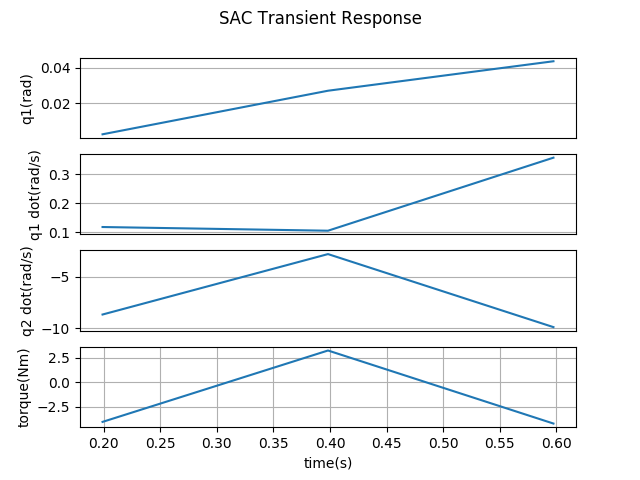 SAC Transient Response
q1(rad)
0.04
0.02
q1 dot(rad/s)
0.3
0.2
0.1
q2 dot(rad/s)
−5
−10
torque(Nm)
2.5
0.0
−2.5
0.20 0.25 0.30 0.35 0.40 0.45 0.50 0.55 0.60
time(s)